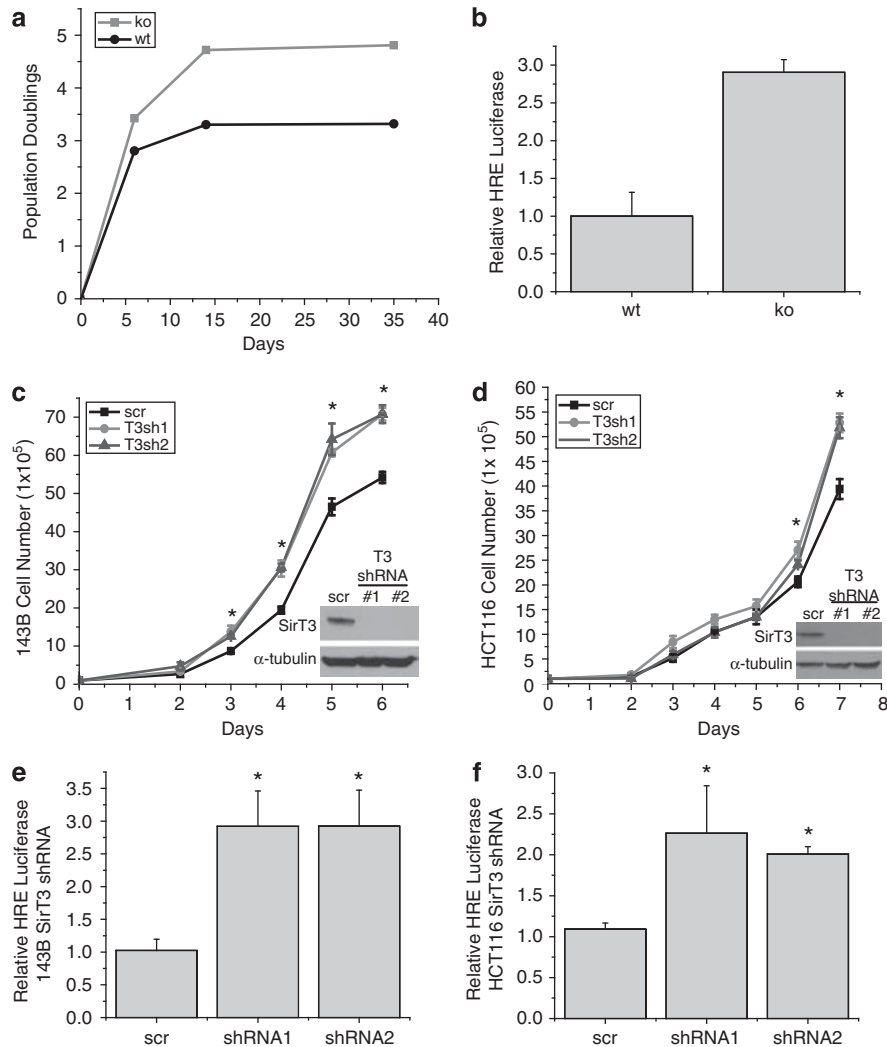 a
ko
wt
Population Doublings
5
4
3
2
1
0
0 5 10 15 20 25 30 35 40
Days
b
Relative HRE Luciferase
3.0
2.5
2.0
1.5
1.0
0.5
0.0
wt ko
c
scr
T3sh1
T3sh2
143B Cell Number (1x10⁵)
70
60
50
40
30
20
10
0
* * * *
T3
shRNA
scr #1 #2
SirT3
α-tubulin
0 1 2 3 4 5 6
Days
d
scr
T3sh1
T3sh2
HCT116 Cell Number (1x 10⁵)
60
55
50
45
40
35
30
25
20
15
10
5
0
* *
T3
shRNA
scr #1 #2
SirT3
α-tubulin
0 1 2 3 4 5 6 7 8
Days
e
Relative HRE Luciferase
143B SirT3 shRNA
3.5
3.0
2.5
2.0
1.5
1.0
0.5
0.0
* *
scr shRNA1 shRNA2
f
Relative HRE Luciferase
HCT116 SirT3 shRNA
3.0
2.5
2.0
1.5
1.0
0.5
0.0
* *
scr shRNA1 shRNA2